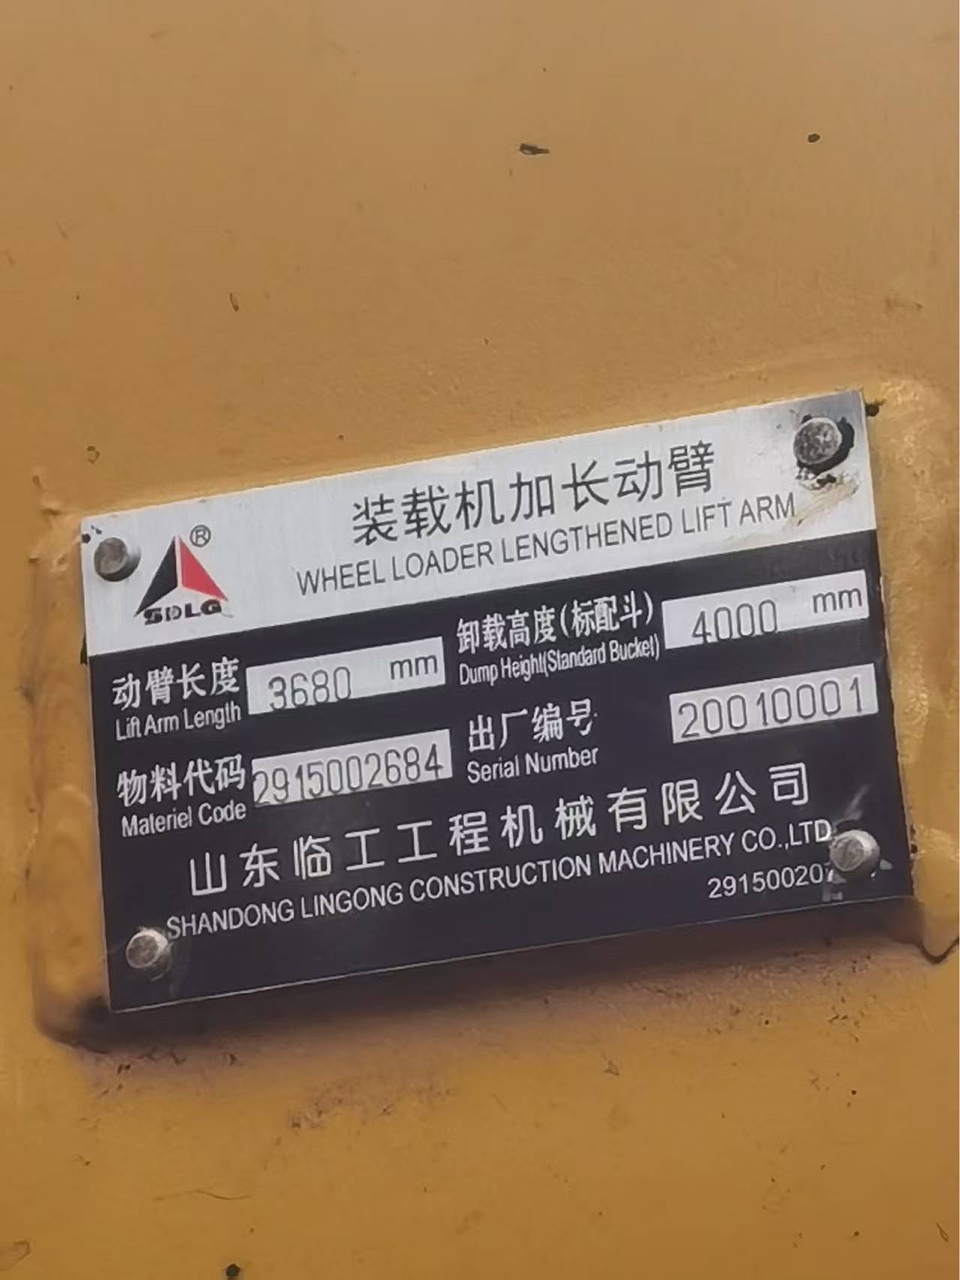 装载机加长动臂
WHEEL LOADER LENGTHENED LIFT ARM
®
SDLG
动臂长度 3680 mm
Lift Arm Length
卸载高度(标配斗) 4000 mm
Dump Height(Standard Bucket)
物料代码 2915002684
Materiel Code
出厂编号 20010001
Serial Number
山东临工工程机械有限公司
SHANDONG LINGONG CONSTRUCTION MACHINERY CO.,LTD